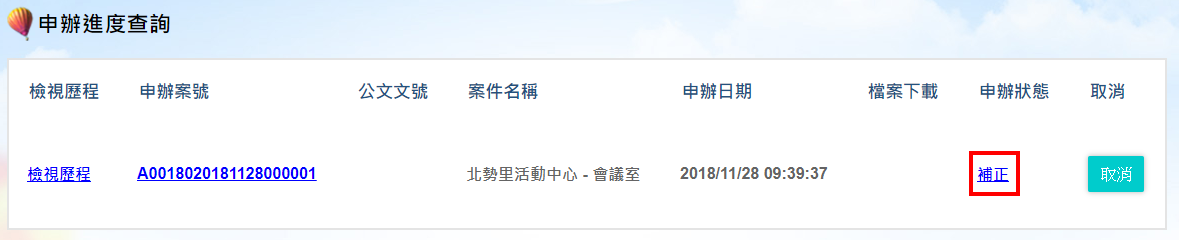 申辦進度查詢
檢視歷程 申辦案號 公文文號 案件名稱 申辦日期 檔案下載 申辦狀態 取消
檢視歷程 A0018020181128000001 北勢里活動中心 - 會議室 2018/11/28 09:39:37 補正 取消